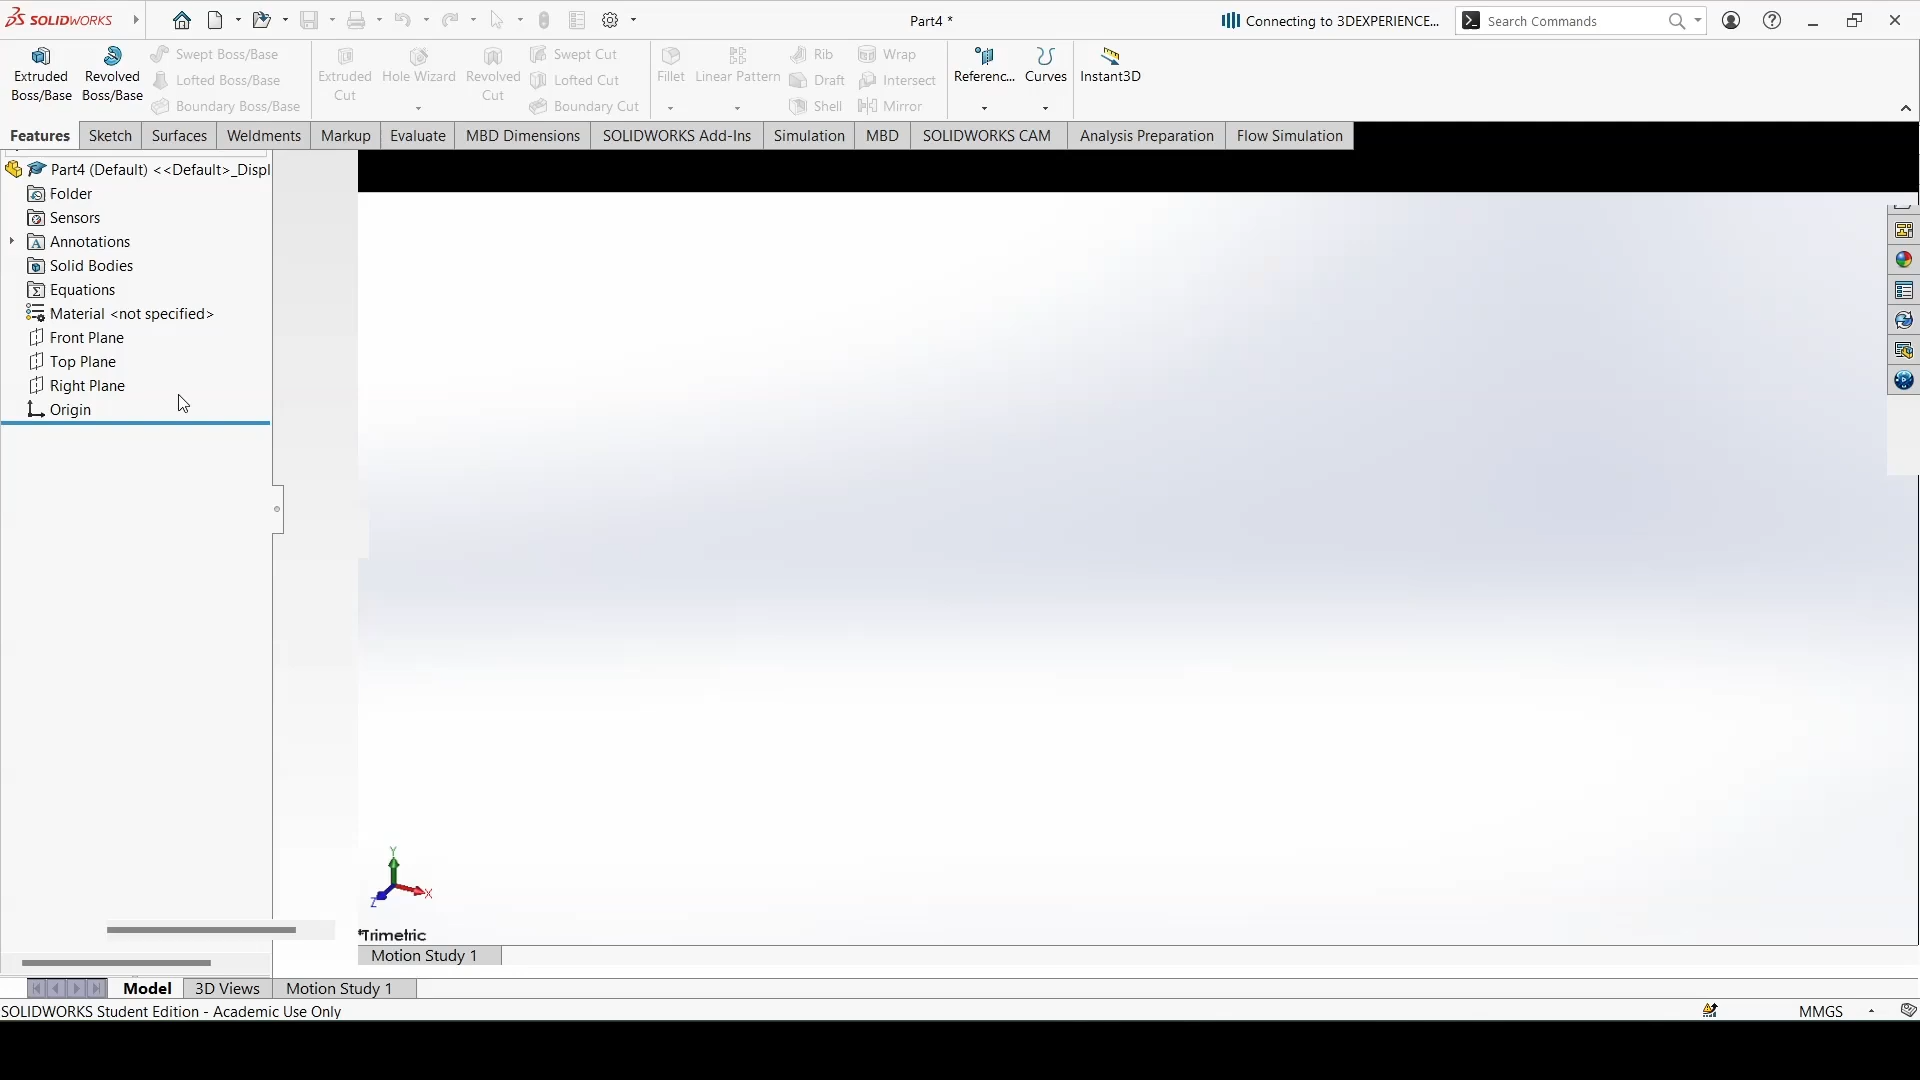 SOLIDWORKS
Part4 *
Connecting to 3DEXPERIENCE...
Search Commands
Extruded Boss/Base
Revolved Boss/Base
Swept Boss/Base
Lofted Boss/Base
Boundary Boss/Base
Extruded Cut
Hole Wizard
Revolved Cut
Swept Cut
Lofted Cut
Boundary Cut
Fillet
Linear Pattern
Rib
Draft
Shell
Wrap
Intersect
Mirror
Referenc...
Curves
Instant3D
Features
Sketch
Surfaces
Weldments
Markup
Evaluate
MBD Dimensions
SOLIDWORKS Add-Ins
Simulation
MBD
SOLIDWORKS CAM
Analysis Preparation
Flow Simulation
Part4 (Default) <<Default>_Displ
Folder
Sensors
Annotations
Solid Bodies
Equations
Material <not specified>
Front Plane
Top Plane
Right Plane
Origin
Y
X
Z
*Trimetric
Motion Study 1
Model
3D Views
Motion Study 1
SOLIDWORKS Student Edition - Academic Use Only
MMGS